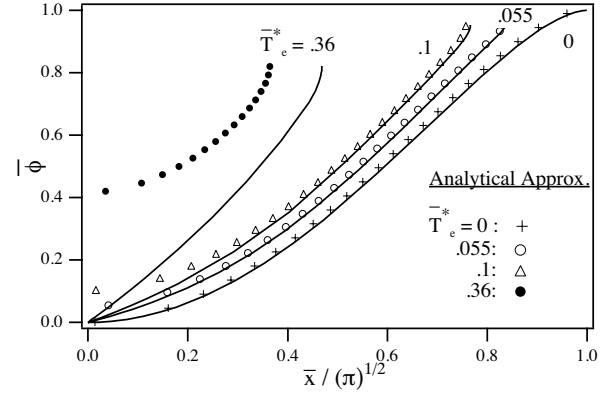 1.0
0.8
0.6
0.4
0.2
0.0
ϕ̅
T̅*ₑ = .36
.1
.055
0
Analytical Approx.
T̅*ₑ = 0 : +
.055: ○
.1: △
.36: ●
0.0 0.2 0.4 0.6 0.8 1.0
x̅ / (π)^1/2